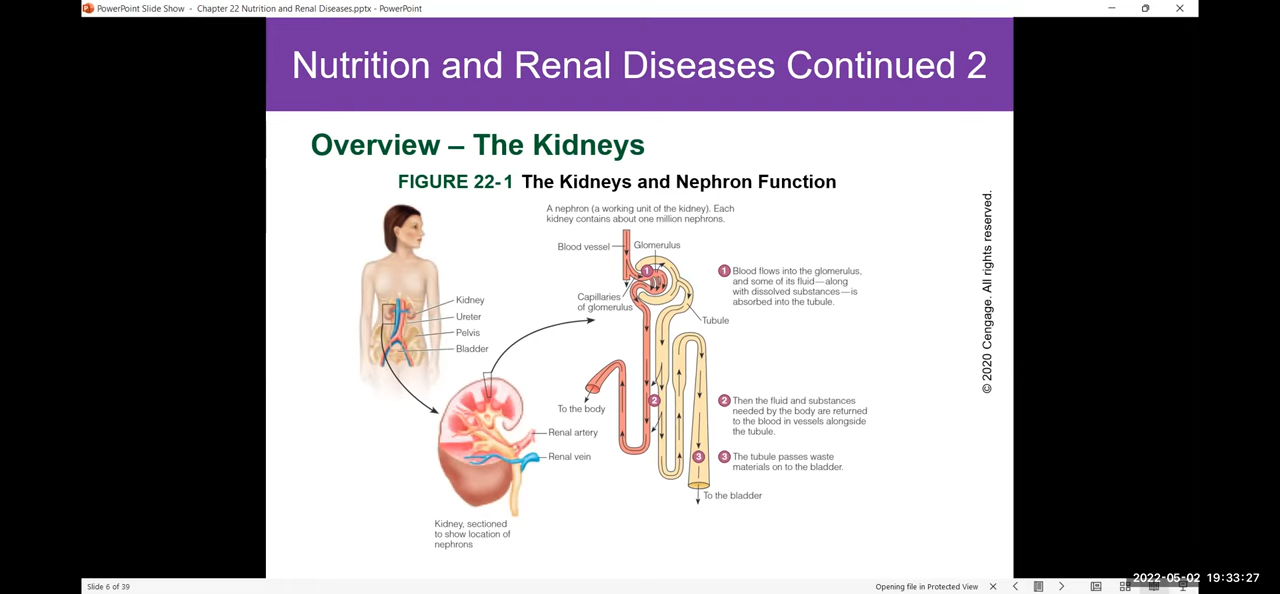 PowerPoint Slide Show - Chapter 22 Nutrition and Renal Diseases.pptx - PowerPoint
Nutrition and Renal Diseases Continued 2
Overview – The Kidneys
FIGURE 22-1 The Kidneys and Nephron Function
A nephron (a working unit of the kidney). Each
kidney contains about one million nephrons.
Blood vessel
Glomerulus
1
1 Blood flows into the glomerulus,
and some of its fluid—along
with dissolved substances—is
absorbed into the tubule.
Capillaries
of glomerulus
Tubule
Kidney
Ureter
Pelvis
Bladder
To the body
2
2 Then the fluid and substances
needed by the body are returned
to the blood in vessels alongside
the tubule.
Renal artery
Renal vein
3
3 The tubule passes waste
materials on to the bladder.
To the bladder
Kidney, sectioned
to show location of
nephrons
© 2020 Cengage. All rights reserved.
Slide 6 of 39
Opening file in Protected View
2022-05-02 19:33:27